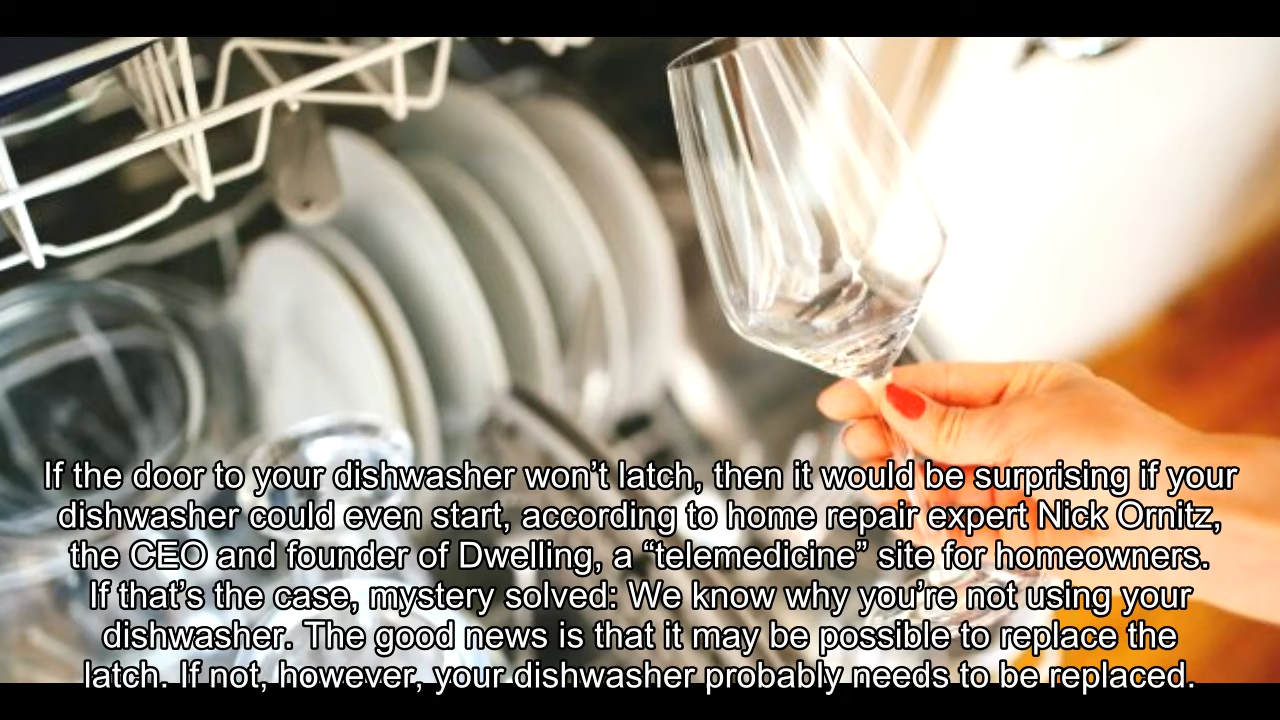 If the door to your dishwasher won’t latch, then it would be surprising if your
dishwasher could even start, according to home repair expert Nick Ornitz,
the CEO and founder of Dwelling, a “telemedicine” site for homeowners.
If that’s the case, mystery solved: We know why you’re not using your
dishwasher. The good news is that it may be possible to replace the
latch. If not, however, your dishwasher probably needs to be replaced.